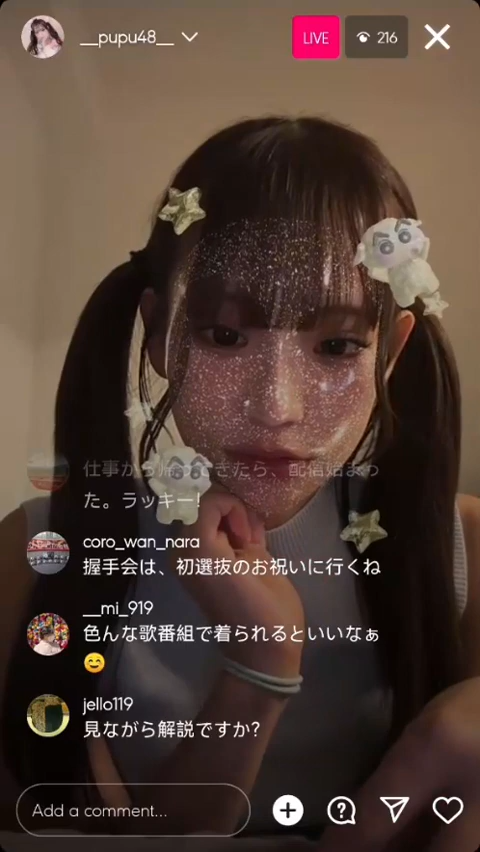 __pupu48__
LIVE
216
仕事から帰ってきたら、配信始まっ
た。ラッキー!
coro_wan_nara
握手会は、初選抜のお祝いに行くね
__mi_919
色んな歌番組で着られるといいなぁ
😊
jello119
見ながら解説ですか?
Add a comment...